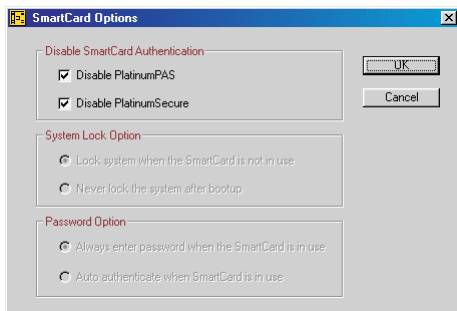 SmartCard Options
Disable SmartCard Authentication
Disable PlatinumPAS
Disable PlatinumSecure
OK
Cancel
System Lock Option
Lock system when the SmartCard is not in use
Never lock the system after bootup
Password Option
Always enter password when the SmartCard is in use
Auto authenticate when SmartCard is in use